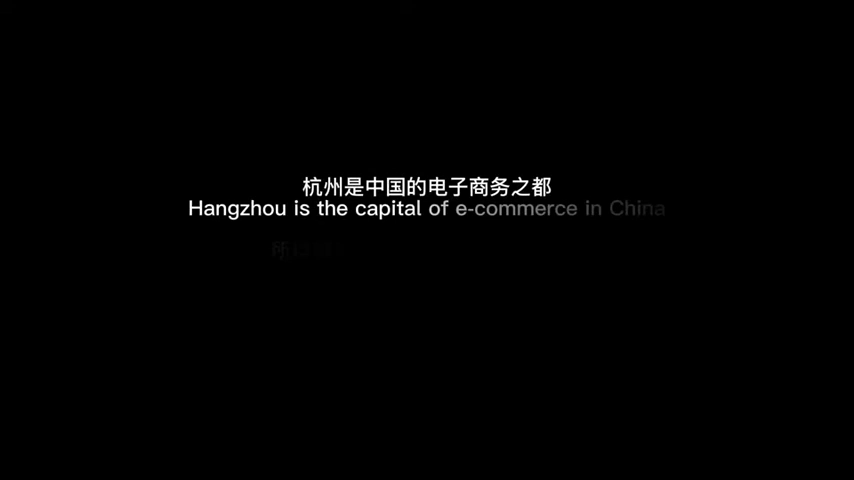 杭州是中国的电子商务之都
Hangzhou is the capital of e-commerce in China